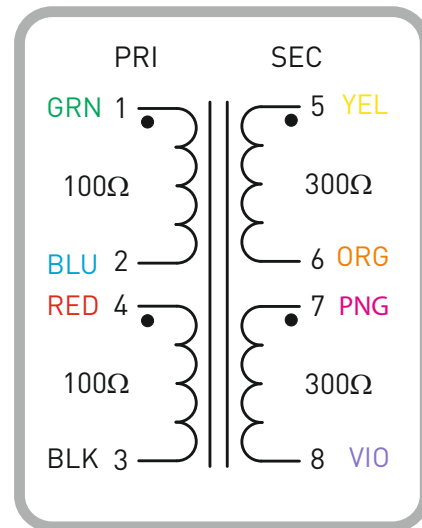 PRI SEC
GRN 1 5 YEL
100Ω 300Ω
BLU 2 6 ORG
RED 4 7 PNG
100Ω 300Ω
BLK 3 8 VIO